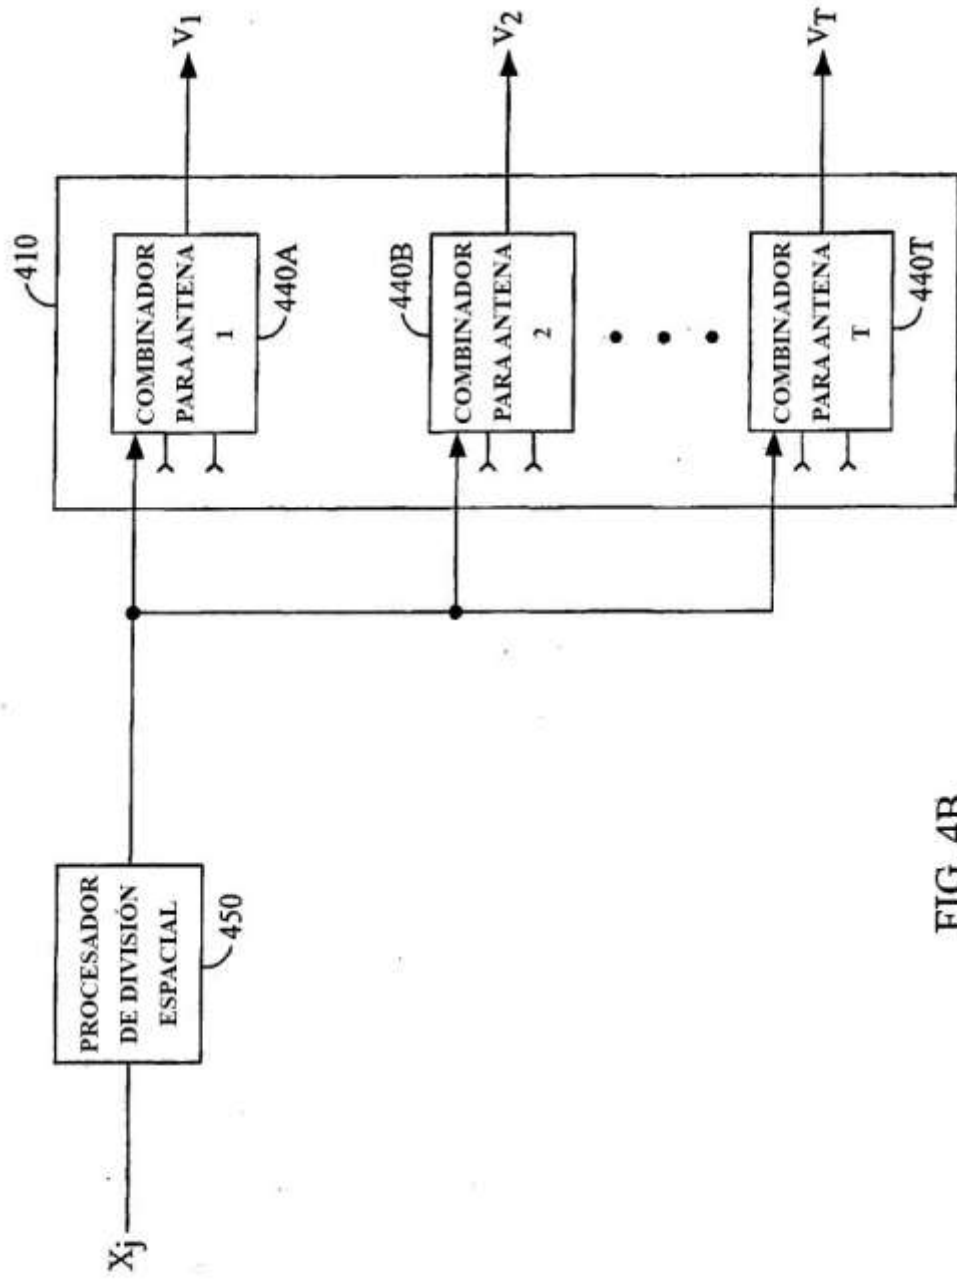 410
COMBINADOR
PARA ANTENA
1
440A
V1
440B
COMBINADOR
PARA ANTENA
2
V2
COMBINADOR
PARA ANTENA
T
440T
VT
Xj
PROCESADOR
DE DIVISIÓN
ESPACIAL
450
FIG. 4B